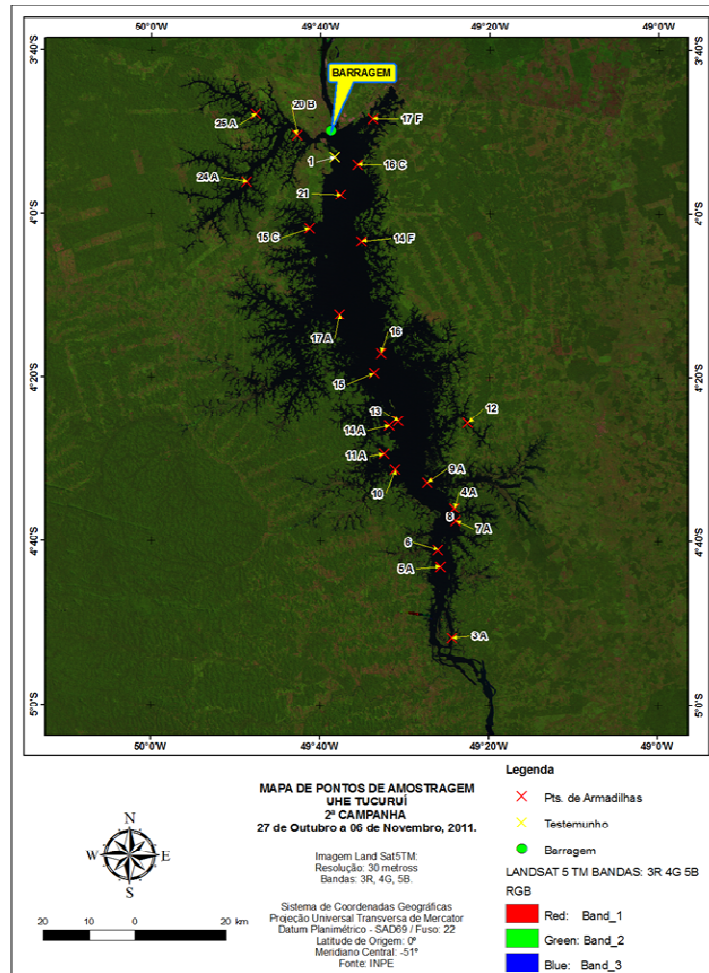 50°0'W 49°40'W 49°20'W 49°0'W
3°40'S 3°40'S
BARRAGEM
25 A
20 B
17 F
1
16 C
24 A
21
4°0'S 4°0'S
15 C
14 F
17 A
16
4°20'S 4°20'S
15
13
12
14 A
11 A
9 A
10
4 A
8
7 A
4°40'S 4°40'S
6
5 A
3 A
5°0'S 5°0'S
50°0'W 49°40'W 49°20'W 49°0'W
MAPA DE PONTOS DE AMOSTRAGEM
UHE TUCURUÍ
2ª CAMPANHA
27 de Outubro a 06 de Novembro, 2011.
Imagem Land Sat5TM:
Resolução: 30 metross
Bandas: 3R, 4G, 5B.
Sistema de Coordenadas Geográficas
Projeção Universal Transversa de Mercator
Datum Planimétrico - SAD69 / Fuso: 22
Latitude de Origem: 0º
Meridiano Central: -51°
Fonte: INPE
N
W E
S
20 10 0 20 km
Legenda
Pts. de Armadilhas
Testemunho
Barragem
LANDSAT 5 TM BANDAS: 3R 4G 5B
RGB
Red: Band_1
Green: Band_2
Blue: Band_3